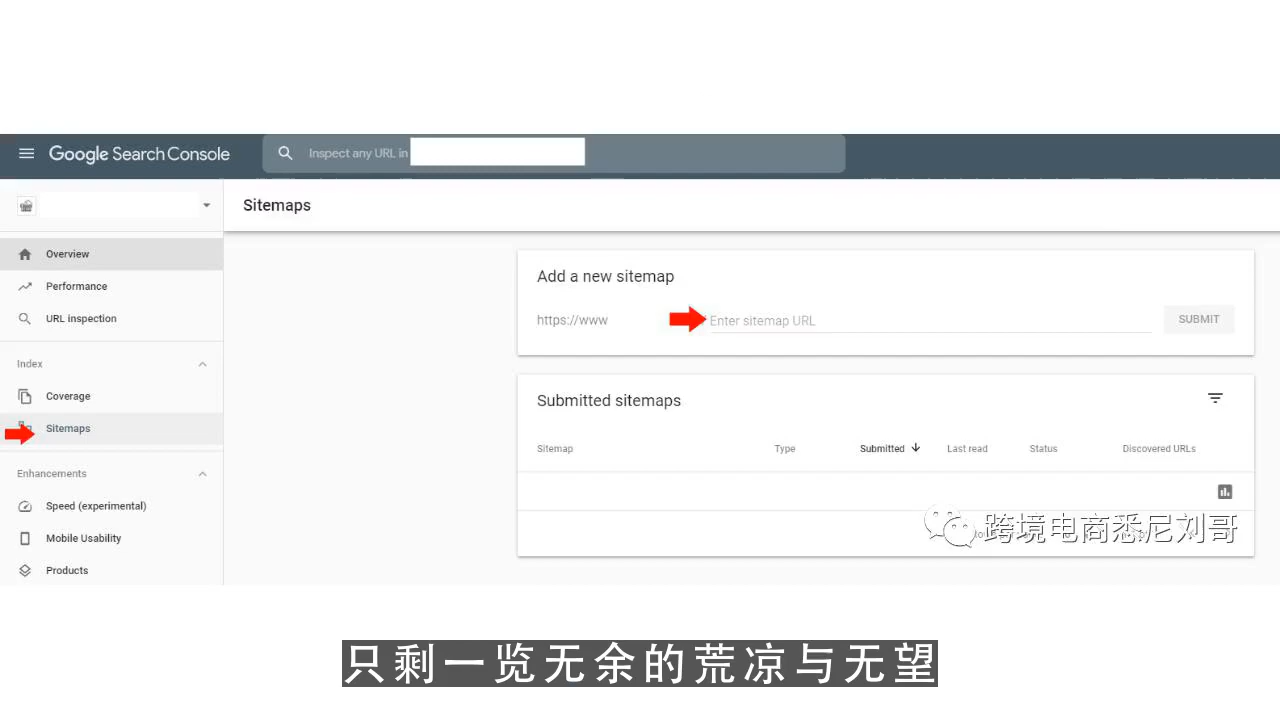 Google Search Console
Inspect any URL in
Sitemaps
Overview
Performance
URL inspection
Index
Coverage
Sitemaps
Enhancements
Speed (experimental)
Mobile Usability
Products
Add a new sitemap
https://www
Enter sitemap URL
SUBMIT
Submitted sitemaps
Sitemap Type Submitted Last read Status Discovered URLs
跨境电商悉尼刘哥
只剩一览无余的荒凉与无望